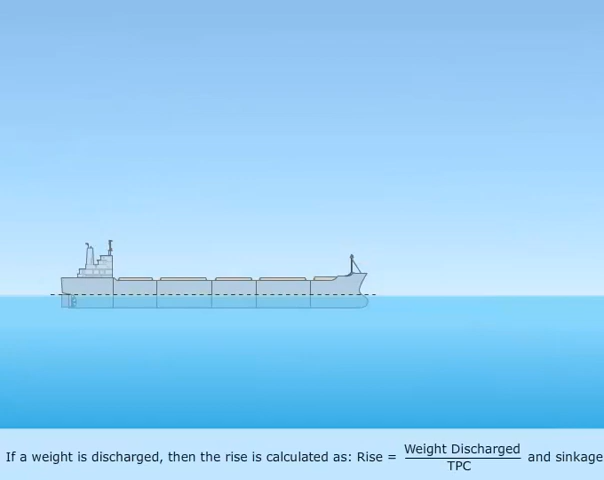 If a weight is discharged, then the rise is calculated as: Rise = Weight Discharged / TPC and sinkage